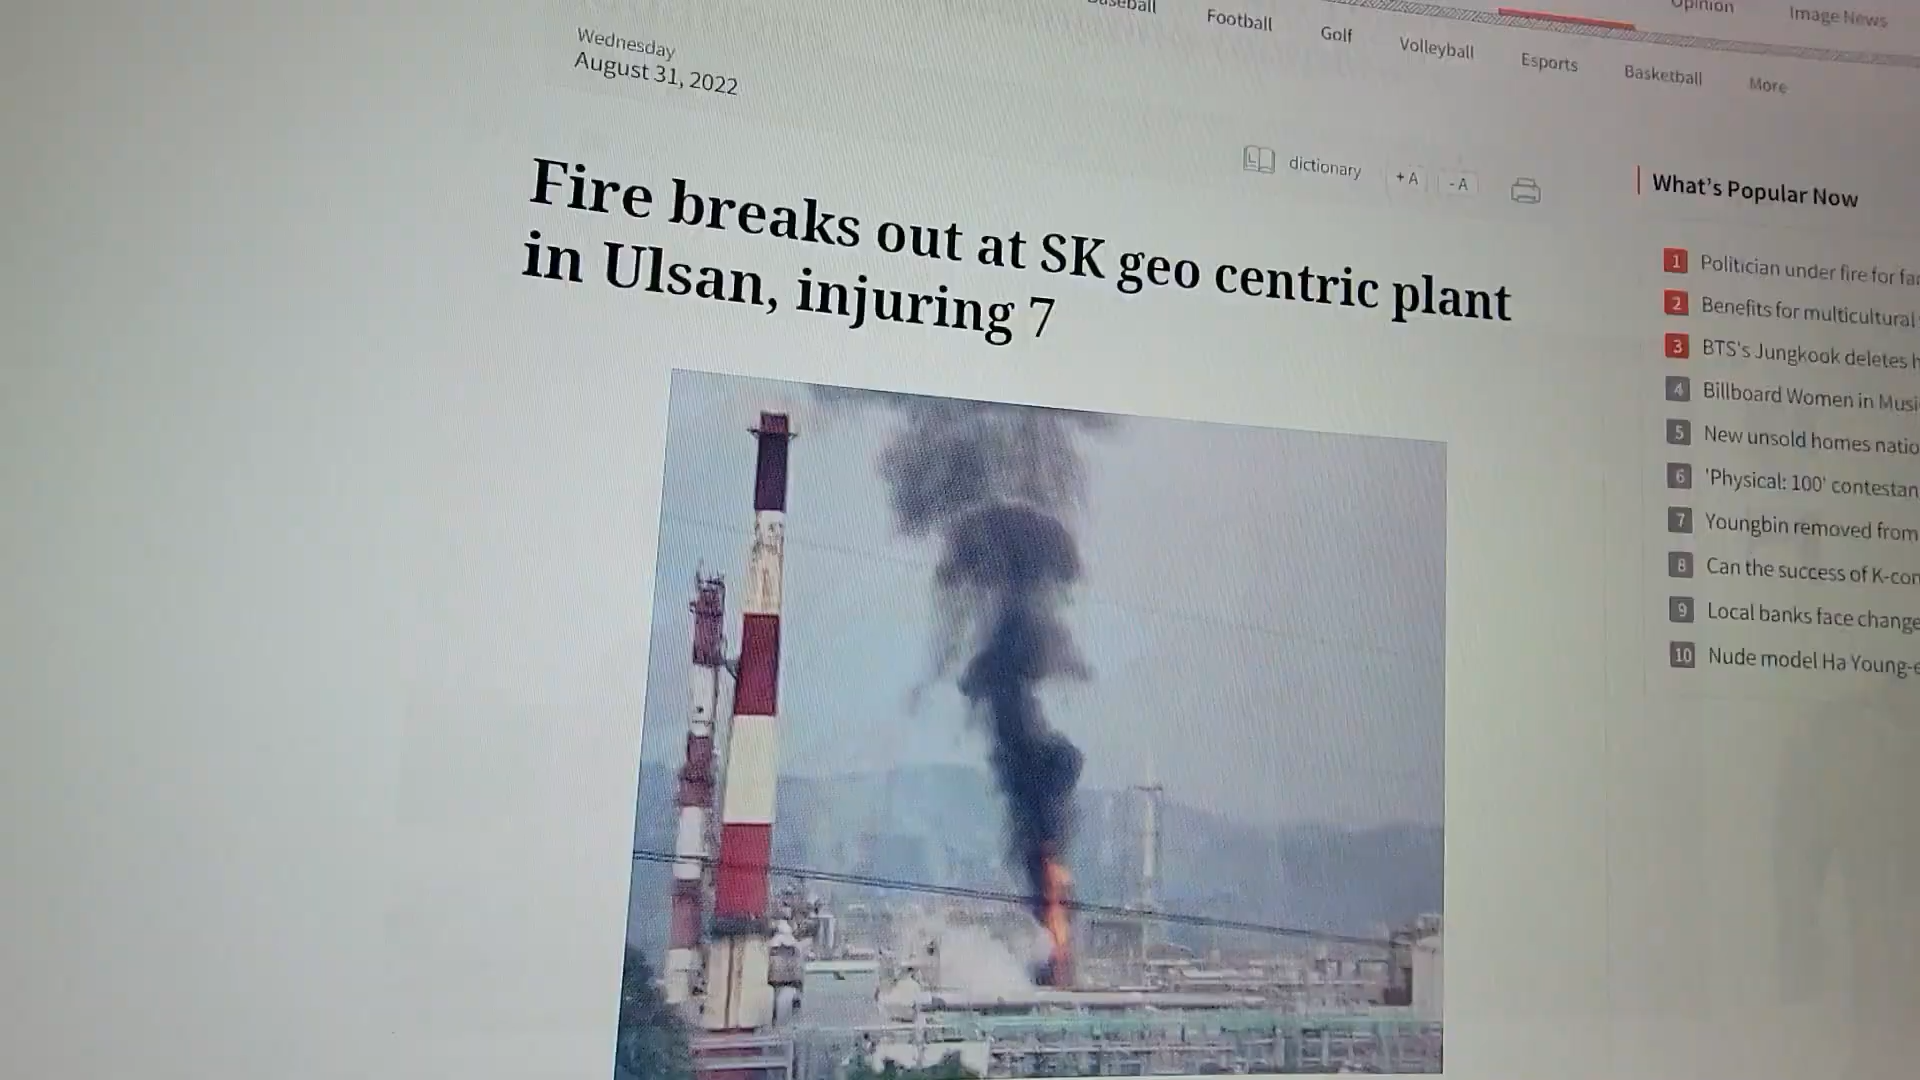 Opinion
Image News
Football
Golf
Volleyball
Esports
Basketball
More
Wednesday
August 31, 2022
dictionary
+ A
- A
Fire breaks out at SK geo centric plant
in Ulsan, injuring 7
What's Popular Now
1 Politician under fire for
2 Benefits for multicultural
3 BTS's Jungkook deletes
4 Billboard Women in
5 New unsold homes
6 'Physical: 100'
7 Youngbin removed from
8 Can the success of
9 Local banks face
10 Nude model Ha